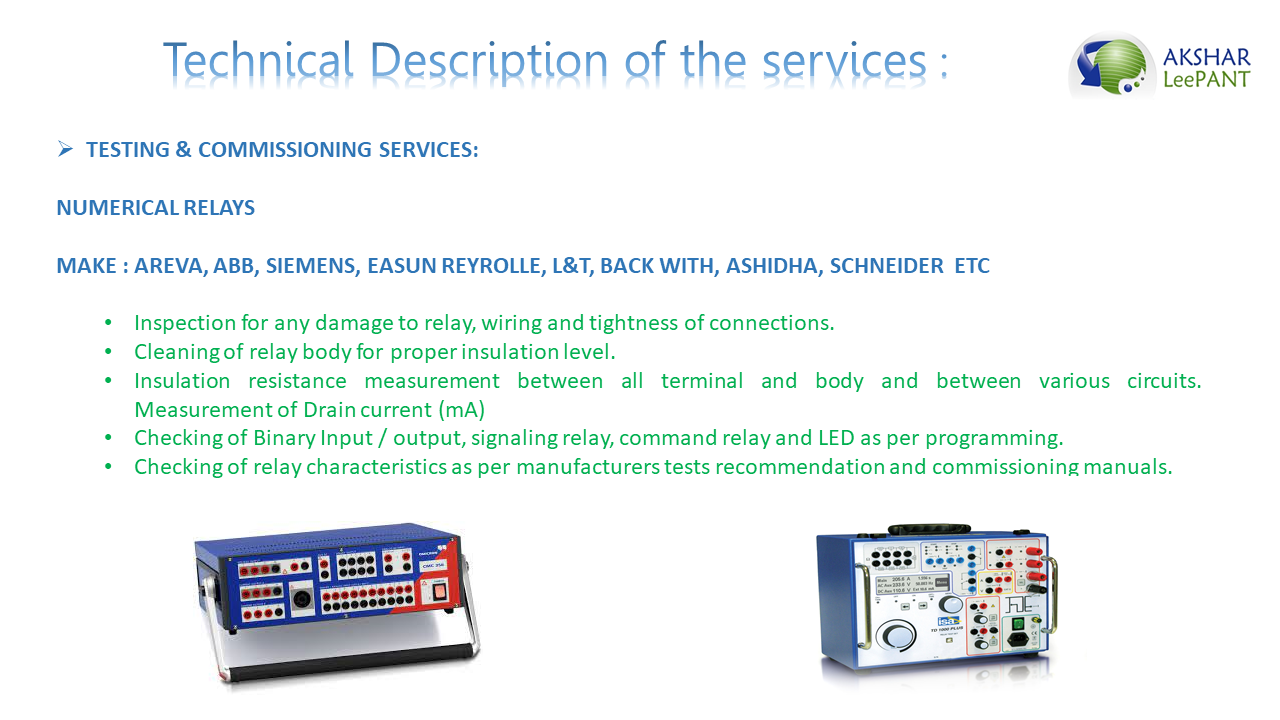 Technical Description of the services :
AKSHAR
LeePANT
➢ TESTING & COMMISSIONING SERVICES:
NUMERICAL RELAYS
MAKE : AREVA, ABB, SIEMENS, EASUN REYROLLE, L&T, BACK WITH, ASHIDHA, SCHNEIDER ETC
• Inspection for any damage to relay, wiring and tightness of connections.
• Cleaning of relay body for proper insulation level.
• Insulation resistance measurement between all terminal and body and between various circuits.
Measurement of Drain current (mA)
• Checking of Binary Input / output, signaling relay, command relay and LED as per programming.
• Checking of relay characteristics as per manufacturers tests recommendation and commissioning manuals.
CMC 356
isa
TD 1000 PLUS